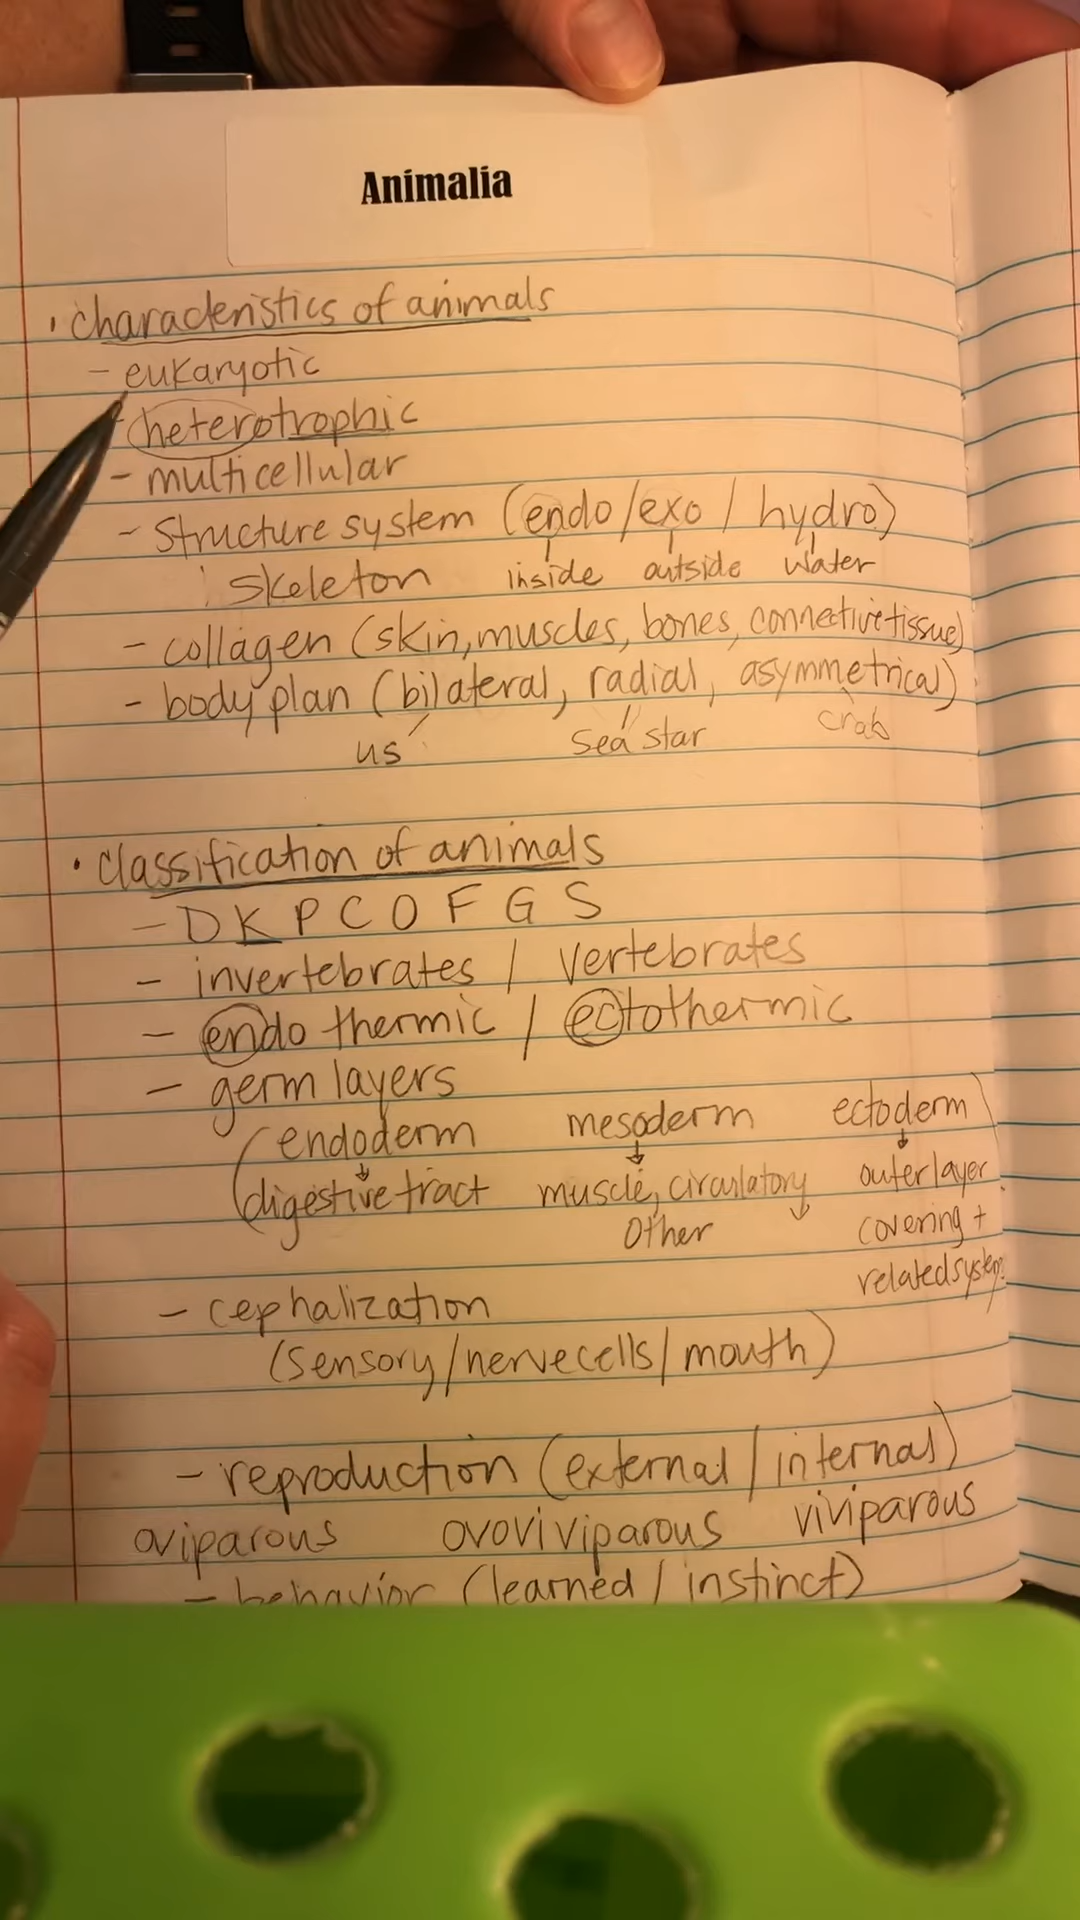 Animalia
• Characteristics of animals
- eukaryotic
- heterotrophic
- multicellular
- Structure system (endo/exo / hydro)
skeleton inside outside water
- collagen (skin, muscles, bones, connective tissue)
- body plan (bilateral, radial, asymmetrical)
us sea star crab
• Classification of animals
- D K P C O F G S
- invertebrates / vertebrates
- endothermic / ectothermic
- germ layers
(endoderm mesoderm ectoderm)
digestive tract muscle, circulatory outer layer
other covering +
related systems
- cephalization
(sensory/nerve cells/mouth)
- reproduction (external / internal)
oviparous ovoviviparous viviparous
- behavior (learned / instinct)